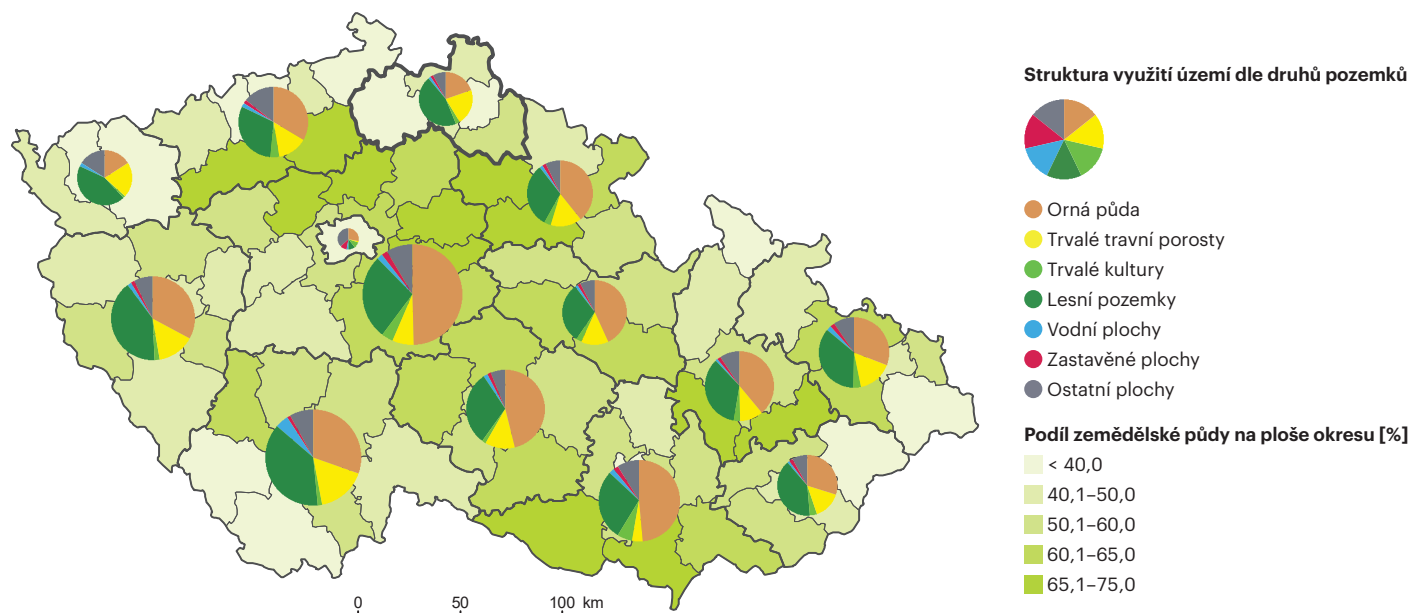 Struktura využití území dle druhů pozemků
Orná půda
Trvalé travní porosty
Trvalé kultury
Lesní pozemky
Vodní plochy
Zastavěné plochy
Ostatní plochy
Podíl zemědělské půdy na ploše okresu [%]
< 40,0
40,1–50,0
50,1–60,0
60,1–65,0
65,1–75,0
0 50 100 km